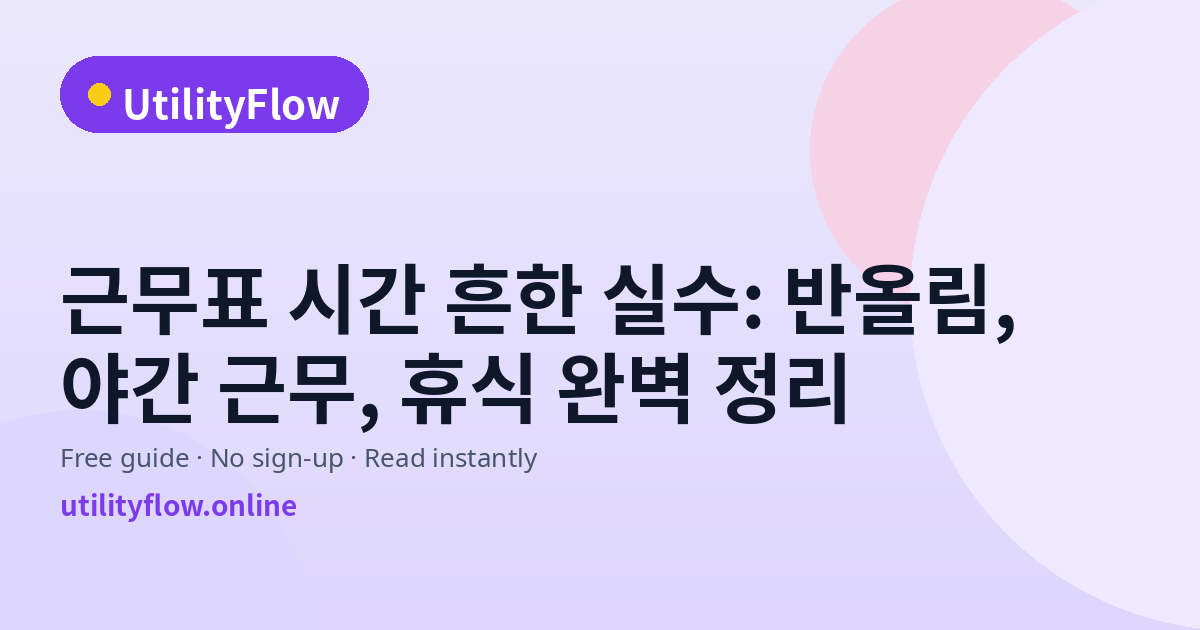 UtilityFlow
근무표 시간 흔한 실수: 반올림,
야간 근무, 휴식 완벽 정리
Free guide · No sign-up · Read instantly
utilityflow.online